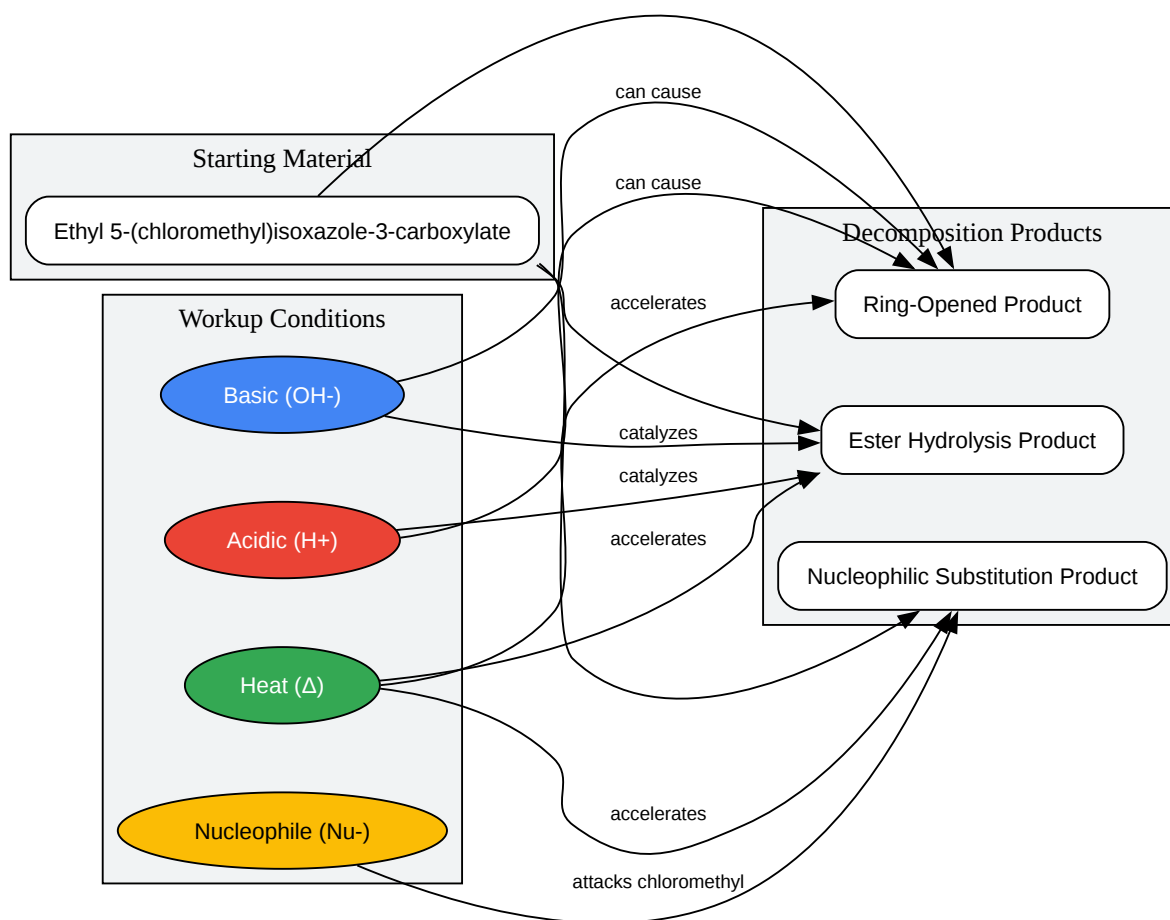 can cause
Starting Material
can cause
Ethyl 5-(chloromethyl)isoxazole-3-carboxylate
Decomposition Products
Workup Conditions
accelerates
Ring-Opened Product
Basic (OH-)
catalyzes
Ester Hydrolysis Product
catalyzes
Acidic (H+)
accelerates
Nucleophilic Substitution Product
Heat (Δ)
accelerates
Nucleophile (Nu-)
attacks chloromethyl